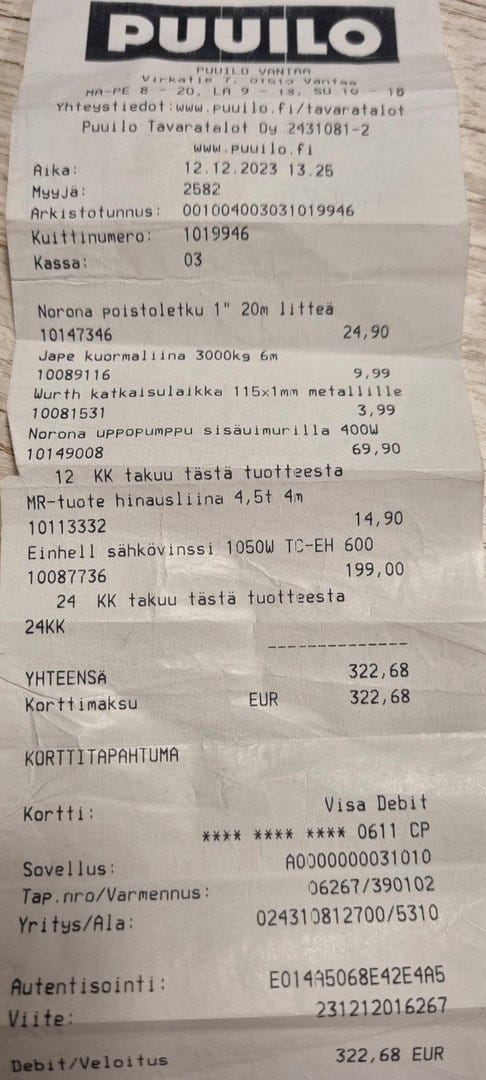 PUUILO
PUUILO VANTAA
Virkatie 7, 01510 Vantaa
MA-PE 8 - 20, LA 9 - 18, SU 10 - 18
Yhteystiedot:www.puuilo.fi/tavaratalot
Puuilo Tavaratalot Oy 2431081-2
www.puuilo.fi
Aika: 12.12.2023 13.25
Myyjä: 2582
Arkistotunnus: 001004003031019946
Kuittinumero: 1019946
Kassa: 03
Norona poistoletku 1" 20m litteä
10147346 24,90
Jape kuormaliina 3000kg 6m
10089116 9,99
Wurth katkaisulaikka 115x1mm metallille
10081531 3,99
Norona uppopumppu sisäuimurilla 400W
10149008 69,90
12 KK takuu tästä tuotteesta
MR-tuote hinausliina 4,5t 4m
10113332 14,90
Einhell sähkövinssi 1050W TC-EH 600
10087736 199,00
24 KK takuu tästä tuotteesta
24KK
--------------
YHTEENSÄ 322,68
Korttimaksu EUR 322,68
KORTTITAPAHTUMA
Kortti: Visa Debit
**** **** **** 0611 CP
Sovellus: A0000000031010
Tap.nro/Varmennus: 06267/390102
Yritys/Ala: 024310812700/5310
Autentisointi: E014A5068E42E4A5
Viite: 231212016267
Debit/Veloitus 322,68 EUR